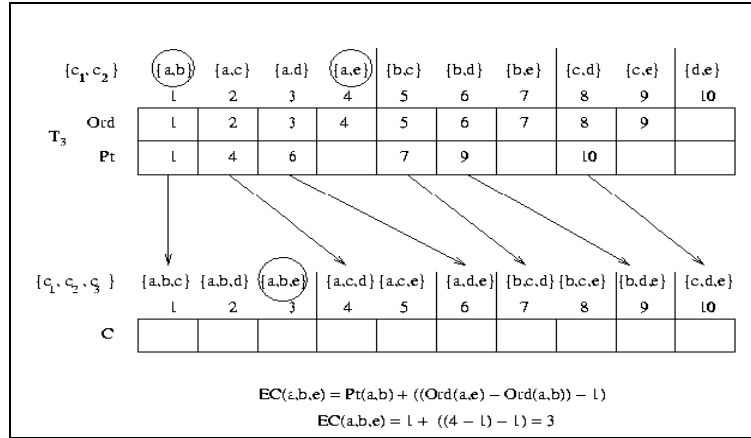 {c1, c2} {a,b} {a,c} {a.d} {a,e} {b,c} {b,d} {b,e} {c,d} {c,e} {d,e}
1 2 3 4 5 6 7 8 9 10
T3
Ord 1 2 3 4 5 6 7 8 9
Pt 1 4 6 7 9 10
{c1, c2, c3 } {a,b,c} {a,b,d} {a,b,e} {a,c,d} {a,c,e} {a,d,e} {b,c,d} {b,c,e} {b,d,e} {c,d,e}
1 2 3 4 5 6 7 8 9 10
C
EC(a,b,e) = Pt(a,b) + ((Ord(a,e) − Ord(a,b)) − 1)
EC(a,b,e) = 1 + ((4 − 1) − 1) = 3